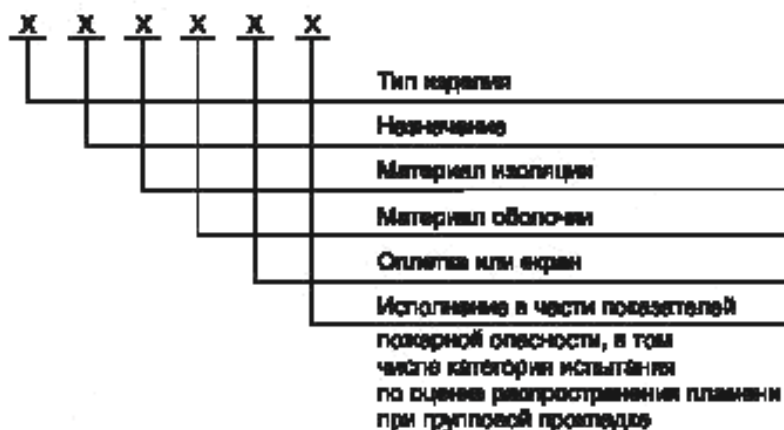 X X X X X X
Тип изделия
Назначение
Материал изоляции
Материал оболочки
Оплетка или экран
Исполнение в части показателей
пожарной опасности, в том
числе категория испытания
по оценке распространения пламени
при групповой прокладке